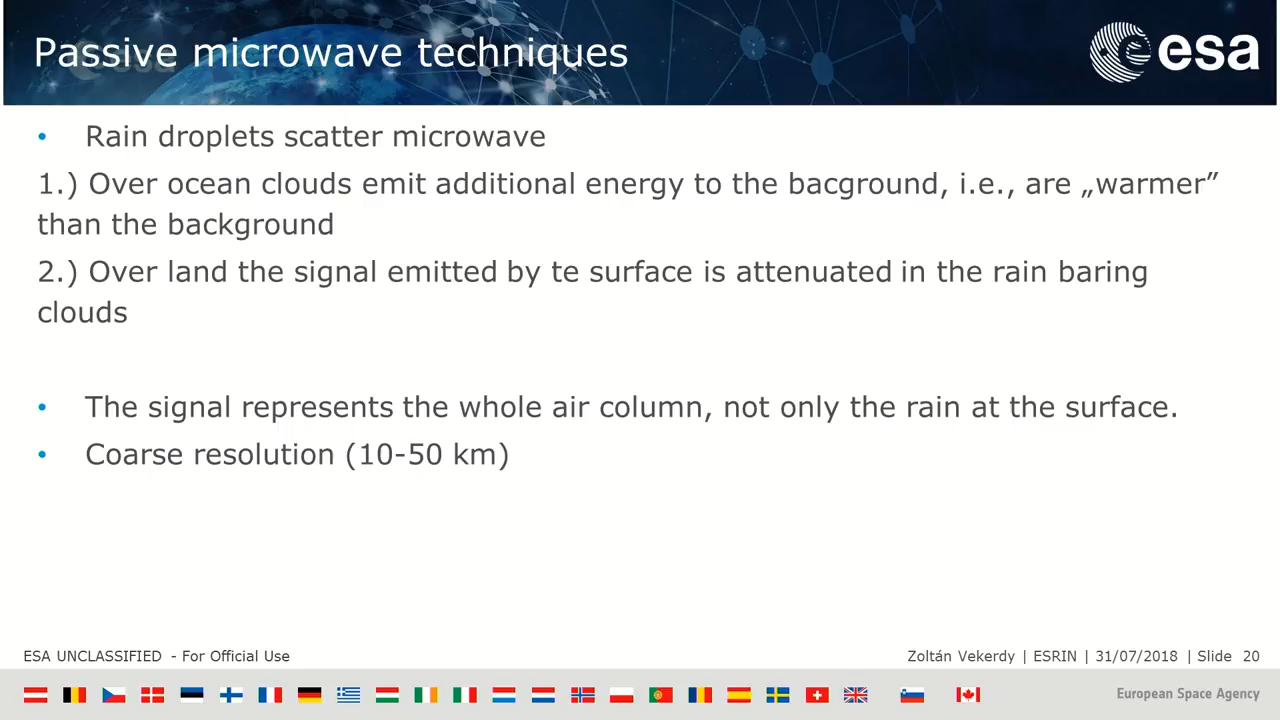 Passive microwave techniques
esa
• Rain droplets scatter microwave
1.) Over ocean clouds emit additional energy to the bacground, i.e., are „warmer”
than the background
2.) Over land the signal emitted by te surface is attenuated in the rain baring
clouds
• The signal represents the whole air column, not only the rain at the surface.
• Coarse resolution (10-50 km)
ESA UNCLASSIFIED - For Official Use
Zoltán Vekerdy | ESRIN | 31/07/2018 | Slide 20
European Space Agency